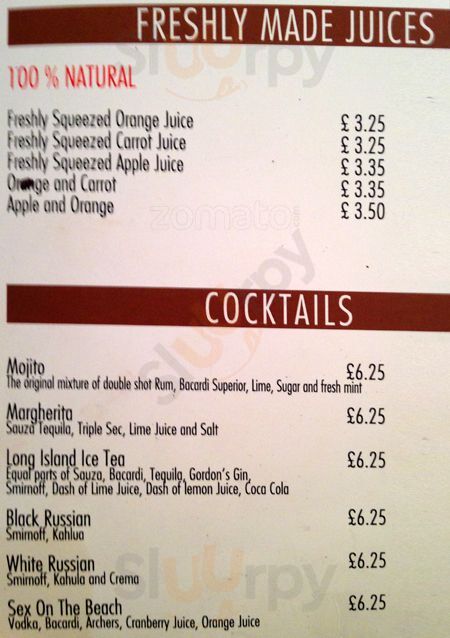 FRESHLY MADE JUICES
100 % NATURAL
Freshly Squeezed Orange Juice £ 3.25
Freshly Squeezed Carrot Juice £ 3.25
Freshly Squeezed Apple Juice £ 3.35
Orange and Carrot £ 3.35
Apple and Orange £ 3.50
zomato.com
COCKTAILS
Mojito £6.25
The original mixture of double shot Rum, Bacardi Superior, Lime, Sugar and fresh mint
Margherita £6.25
Sauza Tequila, Triple Sec, Lime Juice and Salt
Long Island Ice Tea £6.25
Equal parts of Sauza, Bacardi, Tequila, Gordon's Gin,
Smirnoff, Dash of Lime Juice, Dash of lemon Juice, Coca Cola
Black Russian £6.25
Smirnoff, Kahlua
White Russian £6.25
Smirnoff, Kahula and Crema
Sex On The Beach £6.25
Vodka, Bacardi, Archers, Cranberry Juice, Orange Juice
sluurpy
sluurpy
sluurpy